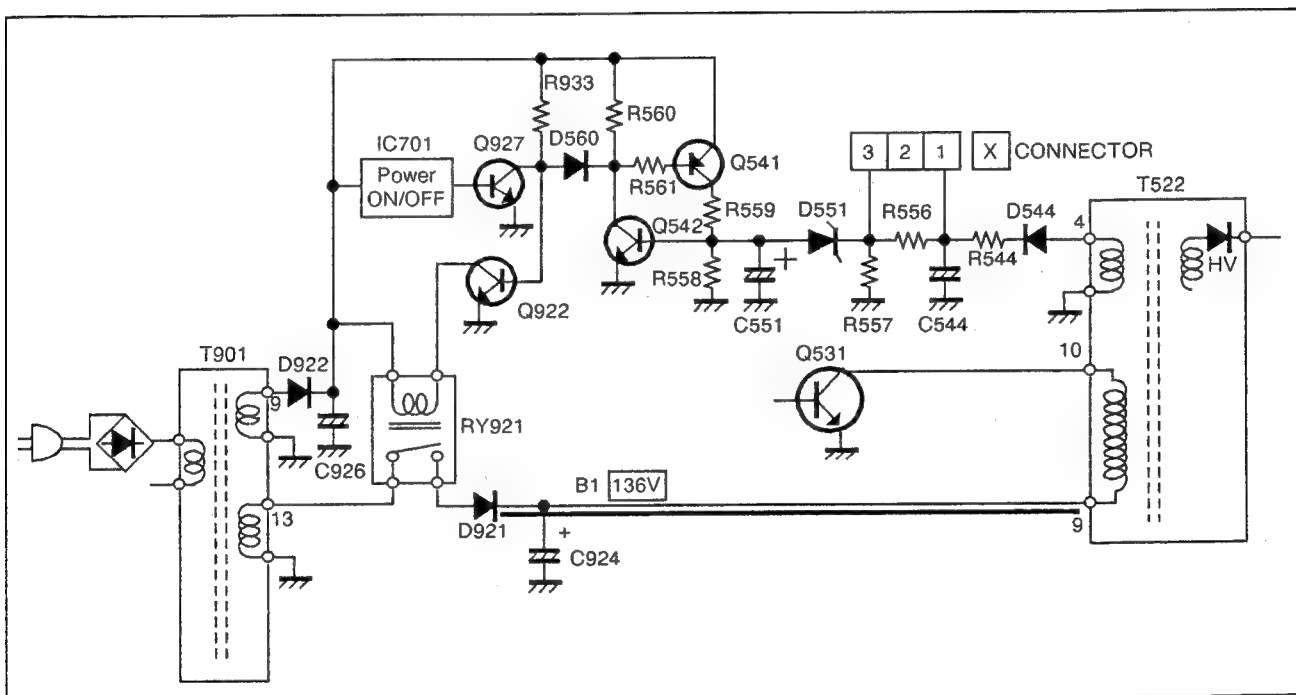 R933
R560
D560
IC701
Power
ON/OFF
Q927
Q541
R561
3 2 1 X CONNECTOR
T522
R559
D551
R556
D544
4
Q542
R544
HV
R558
+
C551
R557
C544
Q922
10
Q531
T901
D922
9
C926
RY921
B1 136V
13
D921
9
+
C924